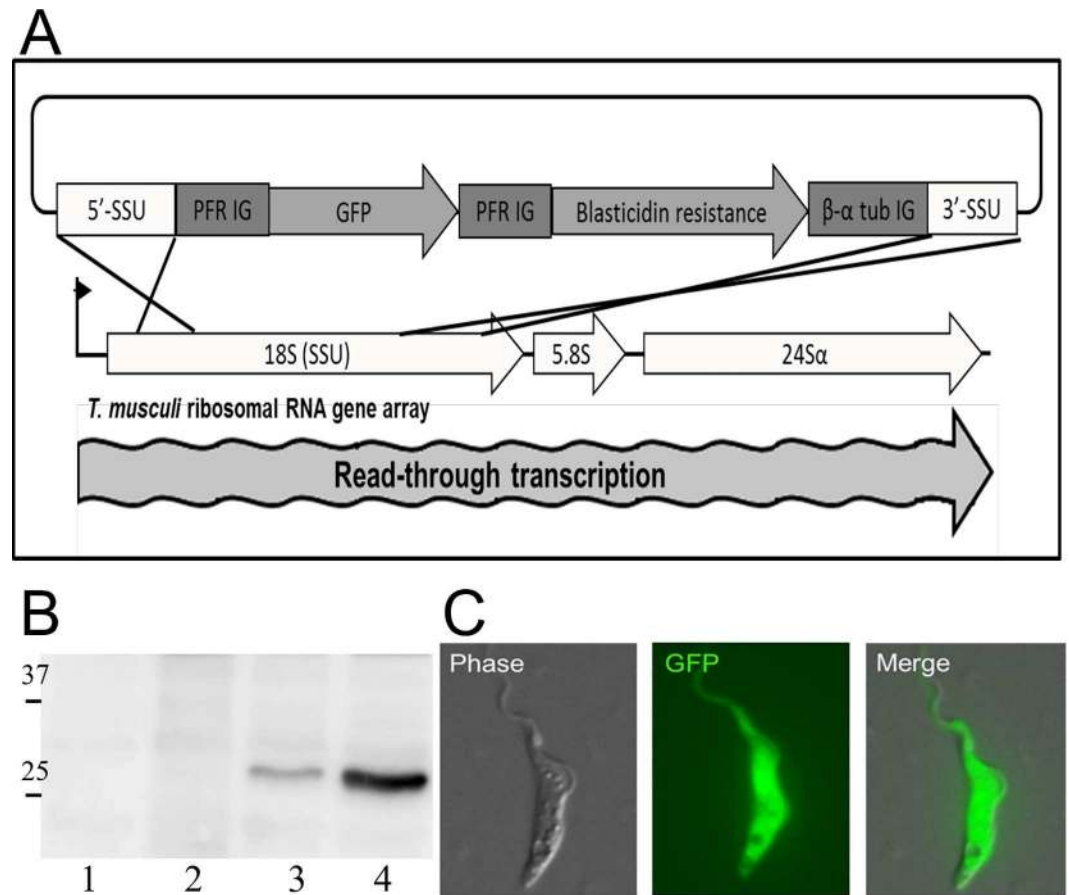 A
5′-SSU PFR IG GFP PFR IG Blasticidin resistance β-α tub IG 3′-SSU
18S (SSU) 5.8S 24Sα
T. musculi ribosomal RNA gene array
Read-through transcription
B
37
25
1 2 3 4
C
Phase GFP Merge